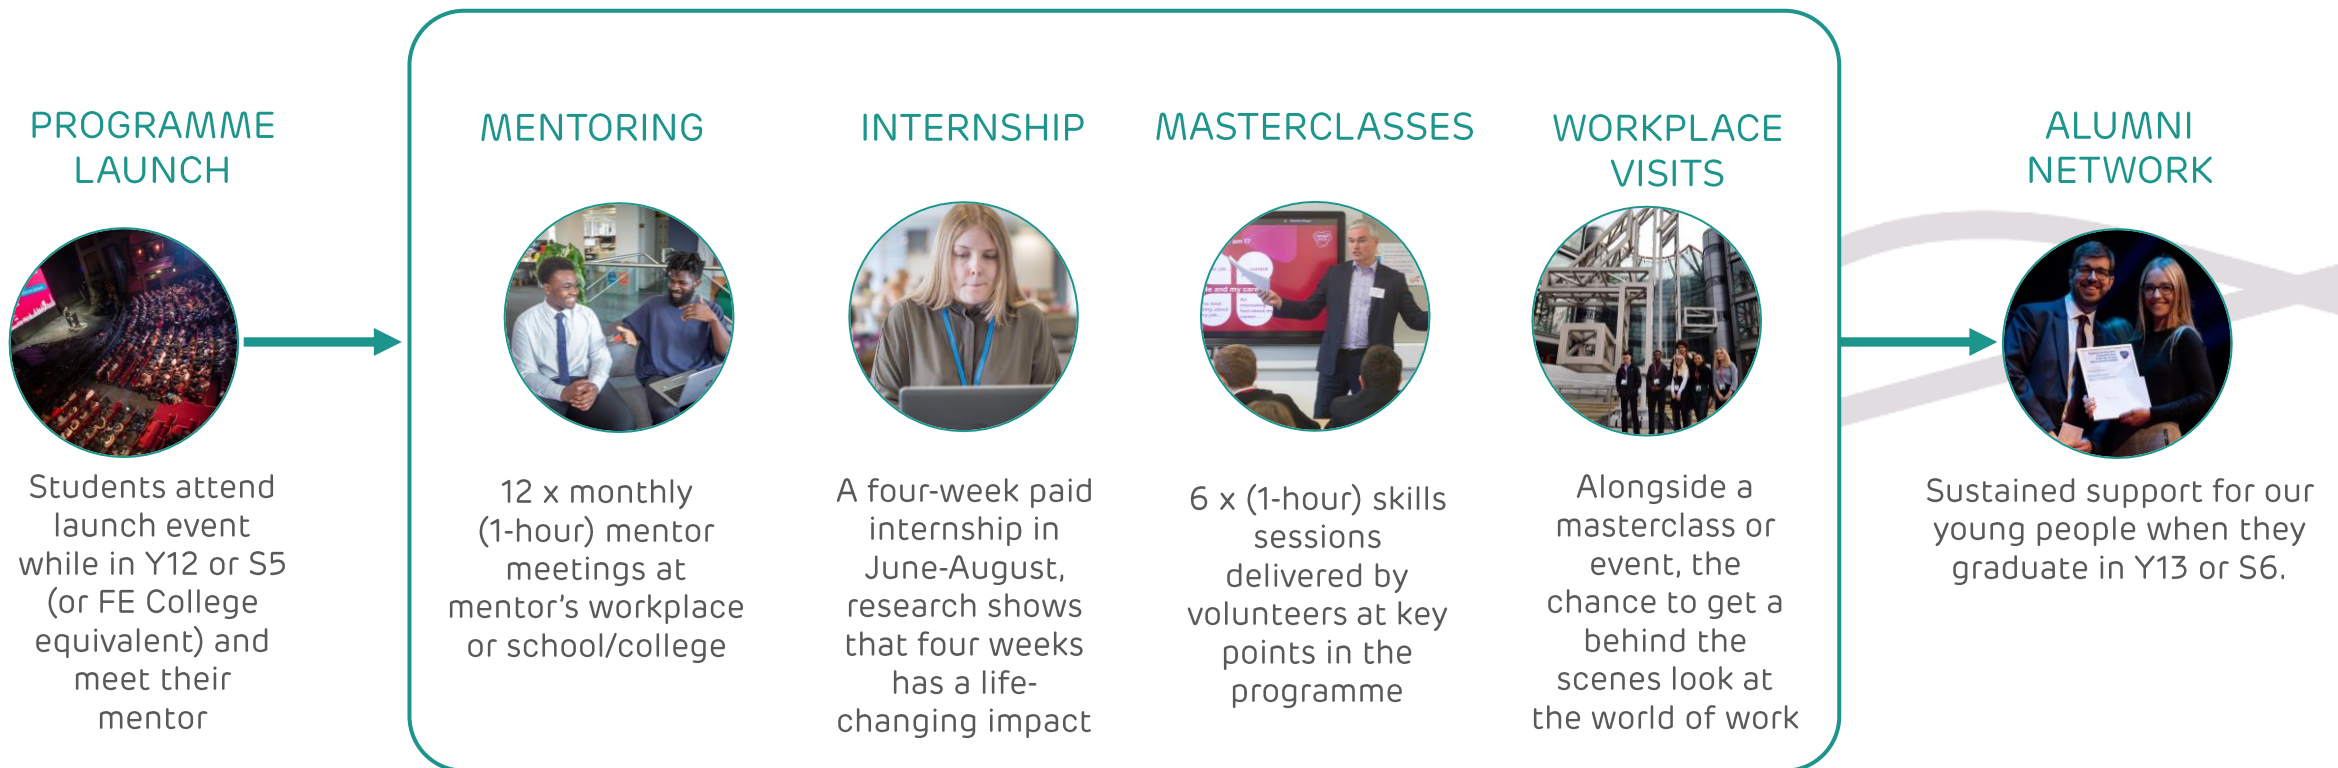 PROGRAMME
LAUNCH
Students attend
launch event
while in Y12 or S5
(or FE College
equivalent) and
meet their
mentor
MENTORING
12 x monthly
(1-hour) mentor
meetings at
mentor's workplace
or school/college
INTERNSHIP
A four-week paid
internship in
June-August,
research shows
that four weeks
has a life-
changing impact
MASTERCLASSES
6 x (1-hour) skills
sessions
delivered by
volunteers at key
points in the
programme
WORKPLACE
VISITS
Alongside a
masterclass or
event, the
chance to get a
behind the
scenes look at
the world of work
ALUMNI
NETWORK
Sustained support for our
young people when they
graduate in Y13 or S6.